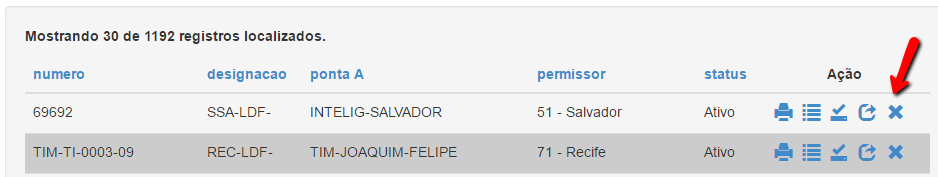 Mostrando 30 de 1192 registros localizados.
numero designacao ponta A permissor status Ação
69692 SSA-LDF- INTELIG-SALVADOR 51 - Salvador Ativo
TIM-TI-0003-09 REC-LDF- TIM-JOAQUIM-FELIPE 71 - Recife Ativo